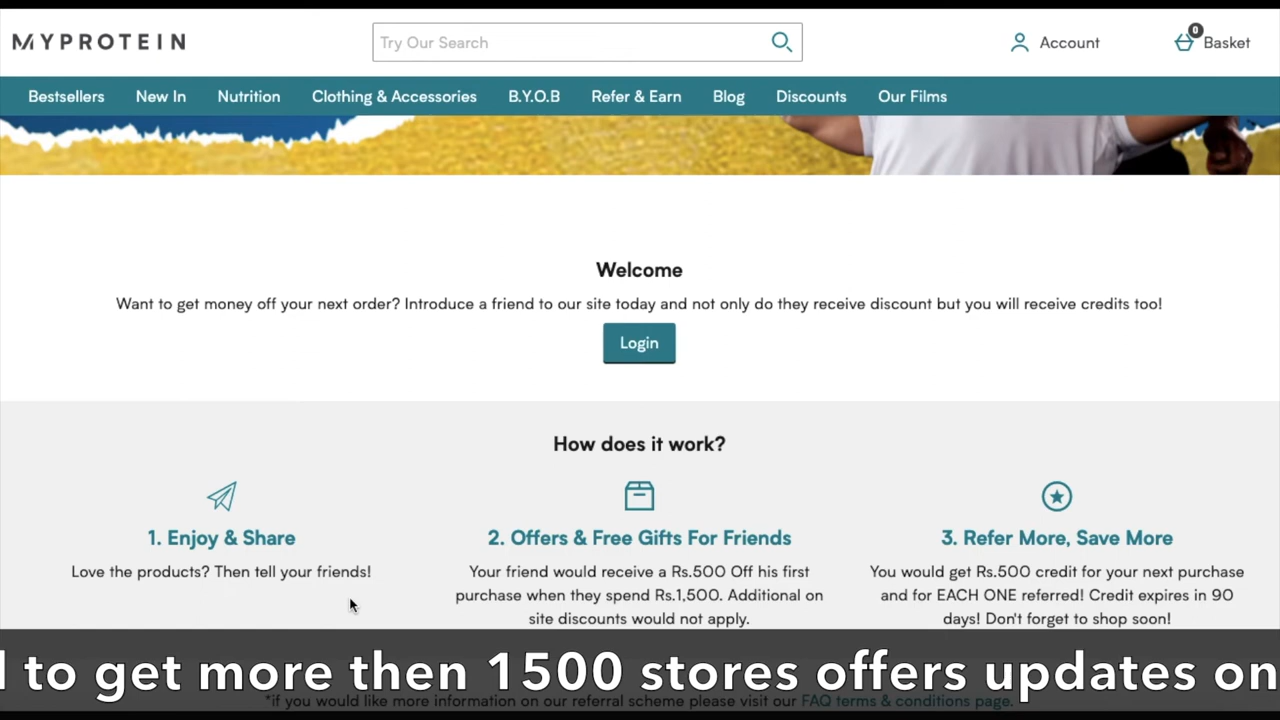 MYPROTEIN
Try Our Search
Account
0
Basket
Bestsellers New In Nutrition Clothing & Accessories B.Y.O.B Refer & Earn Blog Discounts Our Films
Welcome
Want to get money off your next order? Introduce a friend to our site today and not only do they receive discount but you will receive credits too!
Login
How does it work?
1. Enjoy & Share
Love the products? Then tell your friends!
2. Offers & Free Gifts For Friends
Your friend would receive a Rs.500 Off his first
purchase when they spend Rs.1,500. Additional on
site discounts would not apply.
3. Refer More, Save More
You would get Rs.500 credit for your next purchase
and for EACH ONE referred! Credit expires in 90
days! Don't forget to shop soon!
to get more then 1500 stores offers updates on
*if you would like more information on our referral scheme please visit our FAQ terms & conditions page.